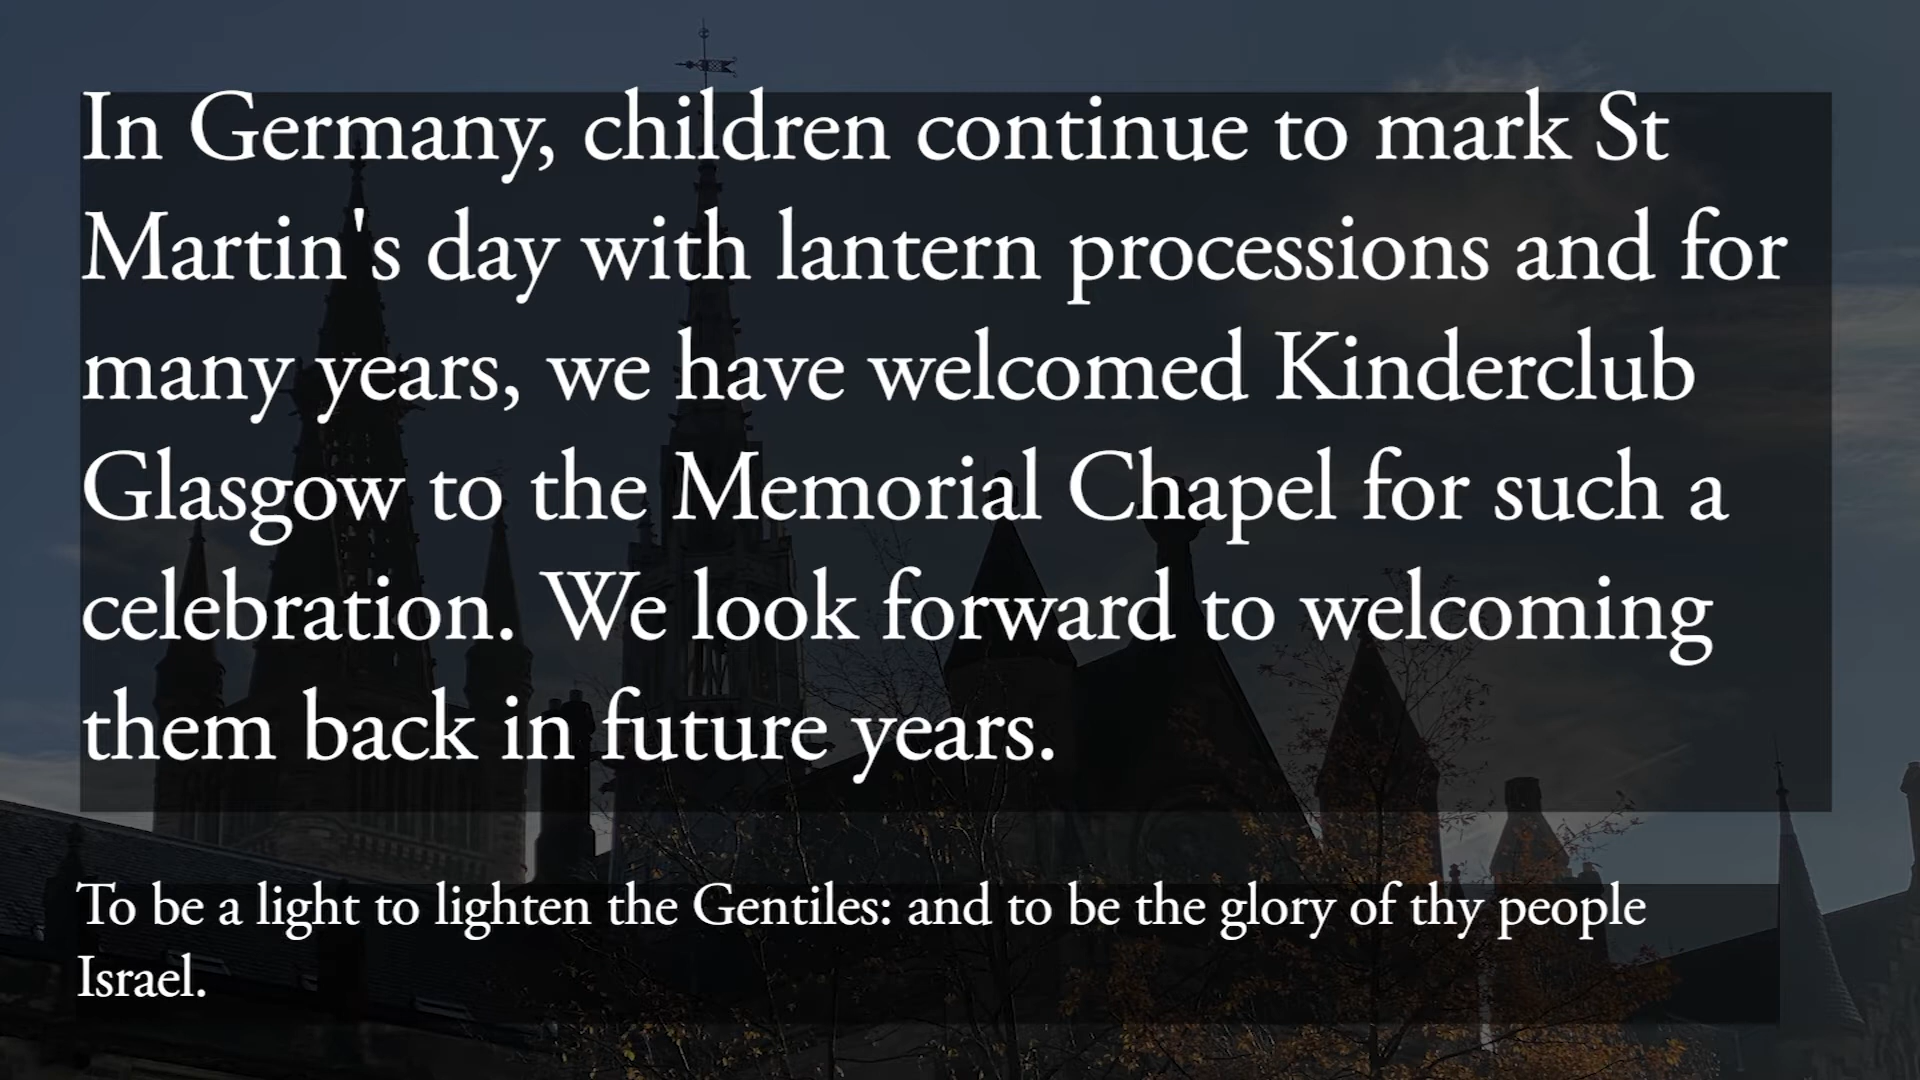 In Germany, children continue to mark St
Martin's day with lantern processions and for
many years, we have welcomed Kinderclub
Glasgow to the Memorial Chapel for such a
celebration. We look forward to welcoming
them back in future years.
To be a light to lighten the Gentiles: and to be the glory of thy people
Israel.